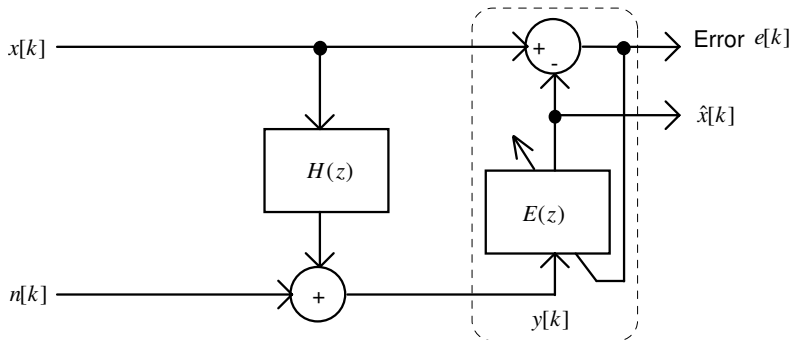 x[k]
+
-
Error e[k]
x̂[k]
H(z)
E(z)
n[k]
+
y[k]